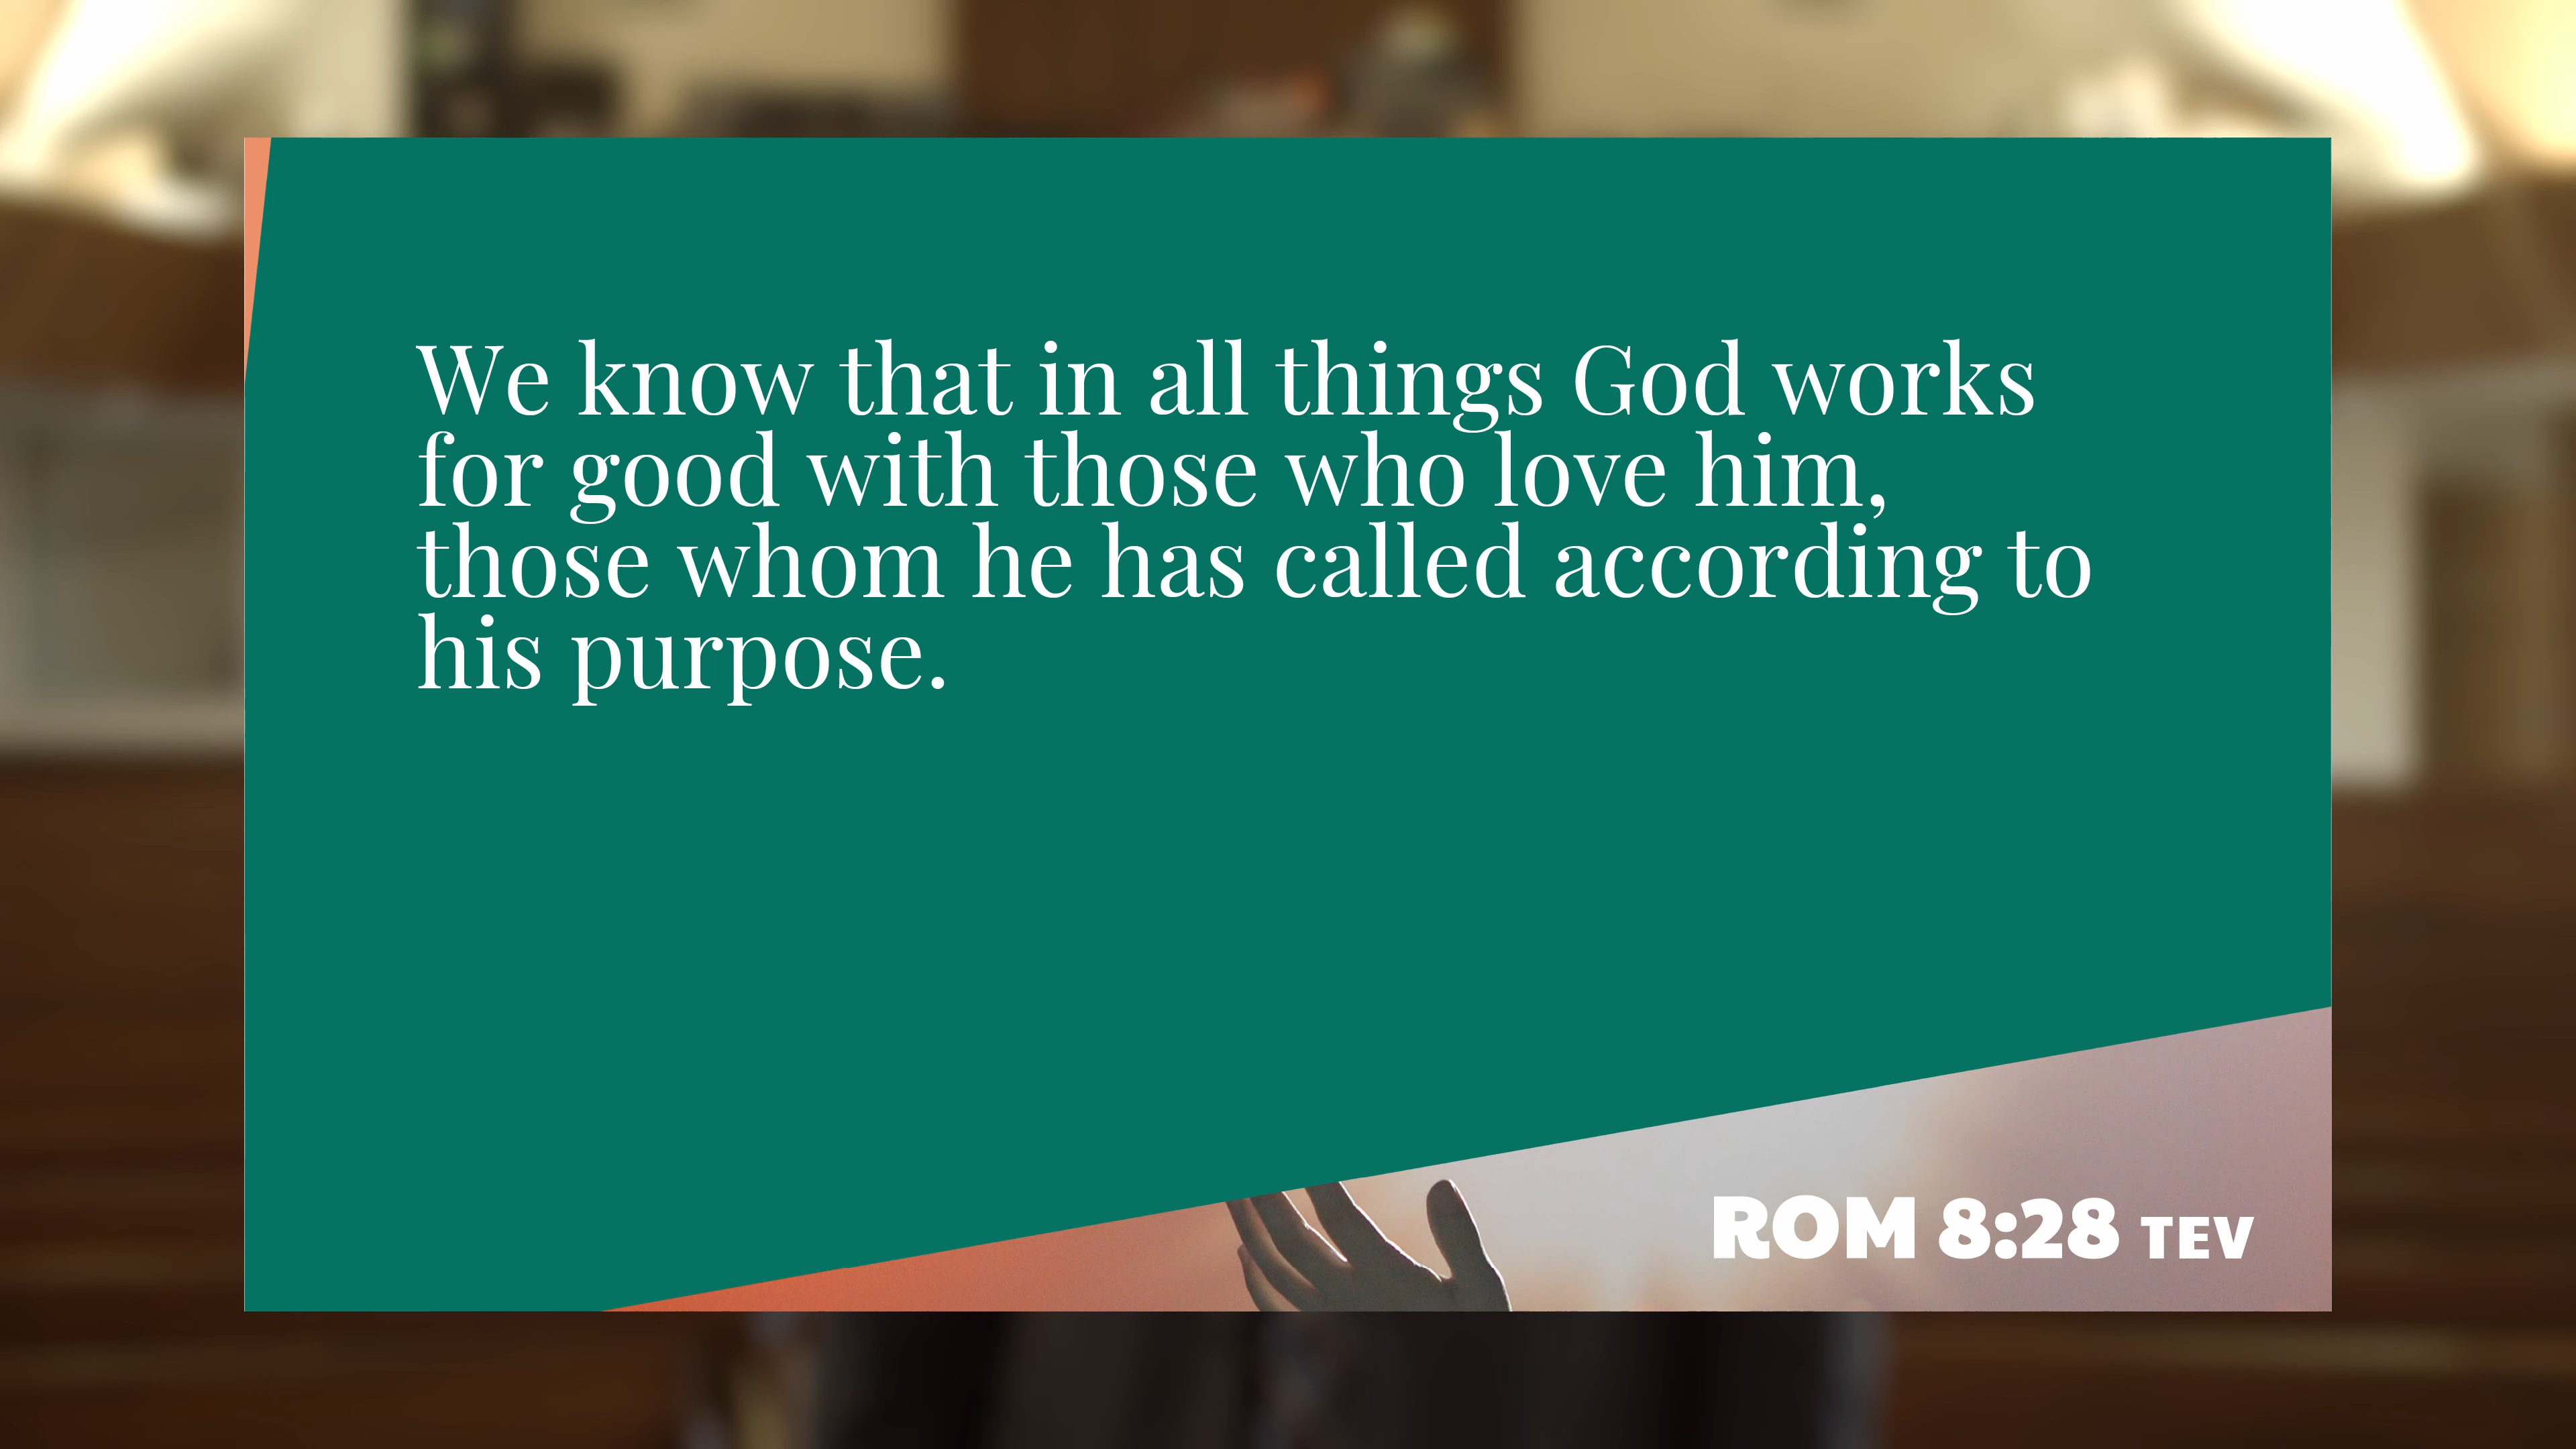 We know that in all things God works
for good with those who love him,
those whom he has called according to
his purpose.
ROM 8:28 TEV